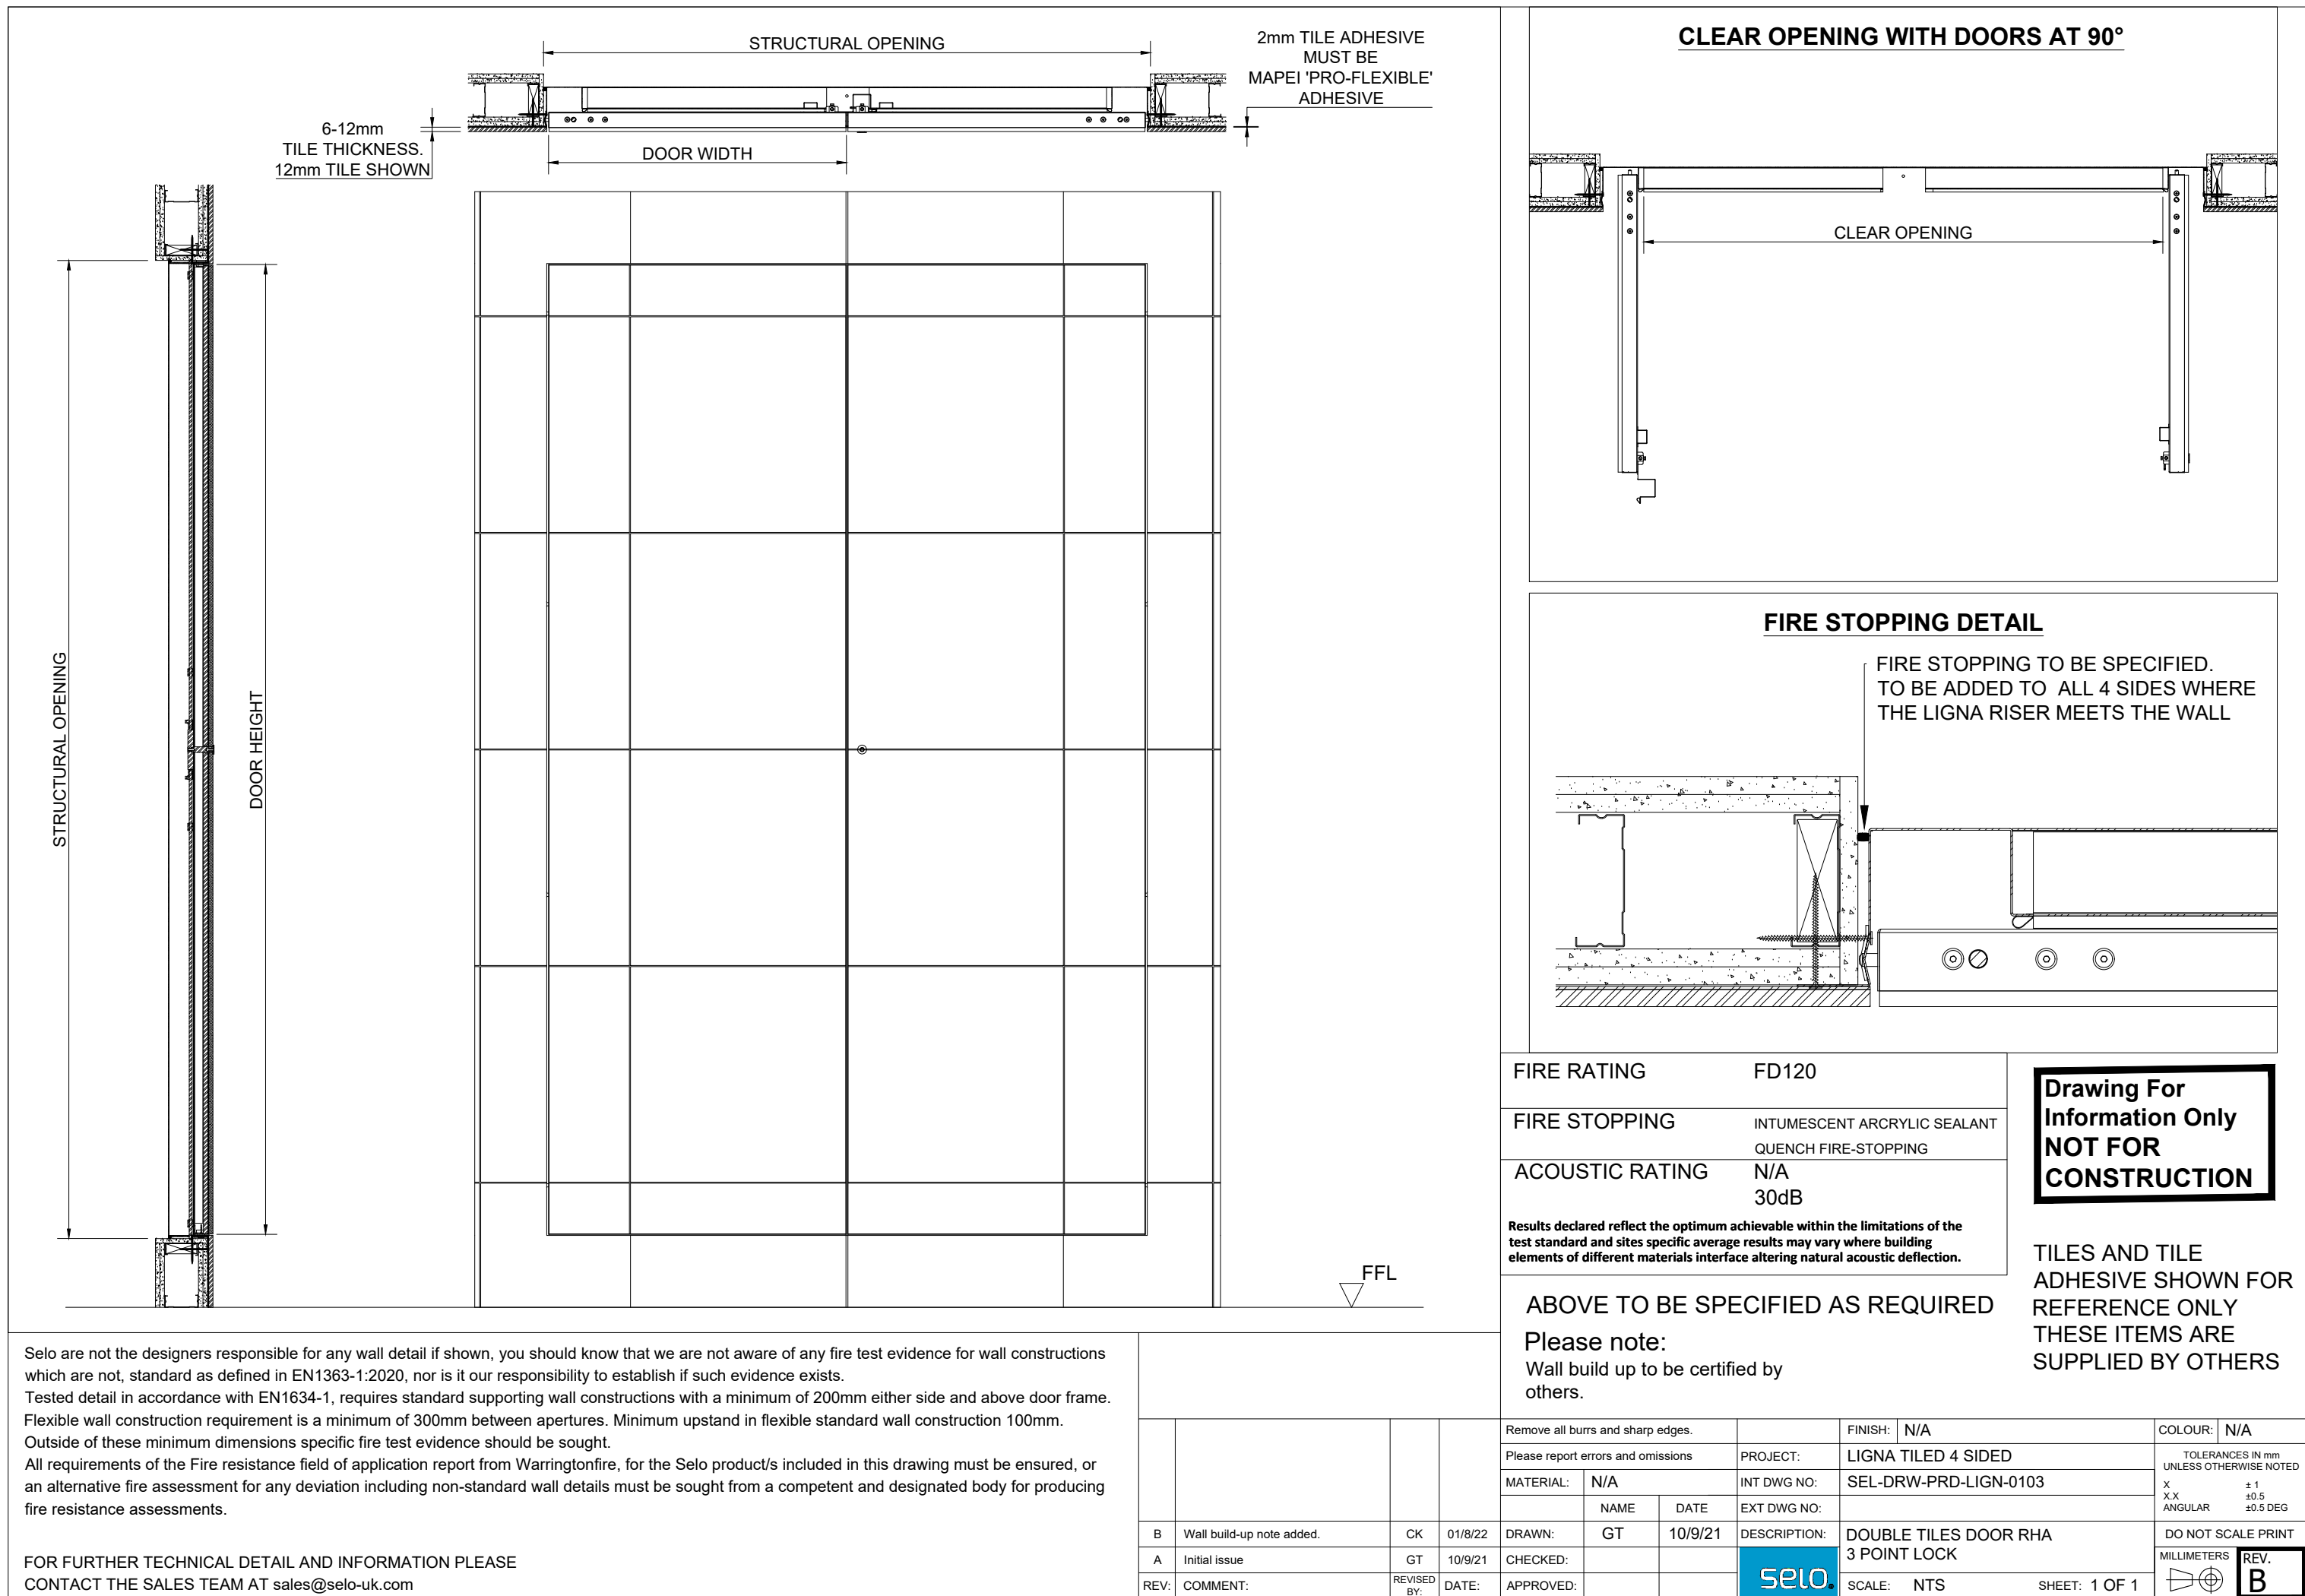 STRUCTURAL OPENING
2mm TILE ADHESIVE
MUST BE
MAPEI 'PRO-FLEXIBLE'
ADHESIVE
6-12mm
TILE THICKNESS.
12mm TILE SHOWN
DOOR WIDTH
STRUCTURAL OPENING
DOOR HEIGHT
FFL
CLEAR OPENING WITH DOORS AT 90°
CLEAR OPENING
FIRE STOPPING DETAIL
FIRE STOPPING TO BE SPECIFIED.
TO BE ADDED TO ALL 4 SIDES WHERE
THE LIGNA RISER MEETS THE WALL
FIRE RATING FD120
FIRE STOPPING INTUMESCENT ARCRYLIC SEALANT
QUENCH FIRE-STOPPING
ACOUSTIC RATING N/A
30dB
Results declared reflect the optimum achievable within the limitations of the
test standard and sites specific average results may vary where building
elements of different materials interface altering natural acoustic deflection.
Drawing For
Information Only
NOT FOR
CONSTRUCTION
TILES AND TILE
ADHESIVE SHOWN FOR
REFERENCE ONLY
THESE ITEMS ARE
SUPPLIED BY OTHERS
ABOVE TO BE SPECIFIED AS REQUIRED
Please note:
Wall build up to be certified by
others.
Selo are not the designers responsible for any wall detail if shown, you should know that we are not aware of any fire test evidence for wall constructions
which are not, standard as defined in EN1363-1:2020, nor is it our responsibility to establish if such evidence exists.
Tested detail in accordance with EN1634-1, requires standard supporting wall constructions with a minimum of 200mm either side and above door frame.
Flexible wall construction requirement is a minimum of 300mm between apertures. Minimum upstand in flexible standard wall construction 100mm.
Outside of these minimum dimensions specific fire test evidence should be sought.
All requirements of the Fire resistance field of application report from Warringtonfire, for the Selo product/s included in this drawing must be ensured, or
an alternative fire assessment for any deviation including non-standard wall details must be sought from a competent and designated body for producing
fire resistance assessments.
FOR FURTHER TECHNICAL DETAIL AND INFORMATION PLEASE
CONTACT THE SALES TEAM AT sales@selo-uk.com
B Wall build-up note added. CK 01/8/22
A Initial issue GT 10/9/21
REV: COMMENT: REVISED BY: DATE:
Remove all burrs and sharp edges.
Please report errors and omissions
MATERIAL: N/A
NAME DATE
DRAWN: GT 10/9/21
CHECKED:
APPROVED:
FINISH: N/A
COLOUR: N/A
PROJECT: LIGNA TILED 4 SIDED
INT DWG NO: SEL-DRW-PRD-LIGN-0103
EXT DWG NO:
DESCRIPTION: DOUBLE TILES DOOR RHA
3 POINT LOCK
selo.
SCALE: NTS SHEET: 1 OF 1
TOLERANCES IN mm
UNLESS OTHERWISE NOTED
X ± 1
X.X ±0.5
ANGULAR ±0.5 DEG
DO NOT SCALE PRINT
MILLIMETERS
REV.
B